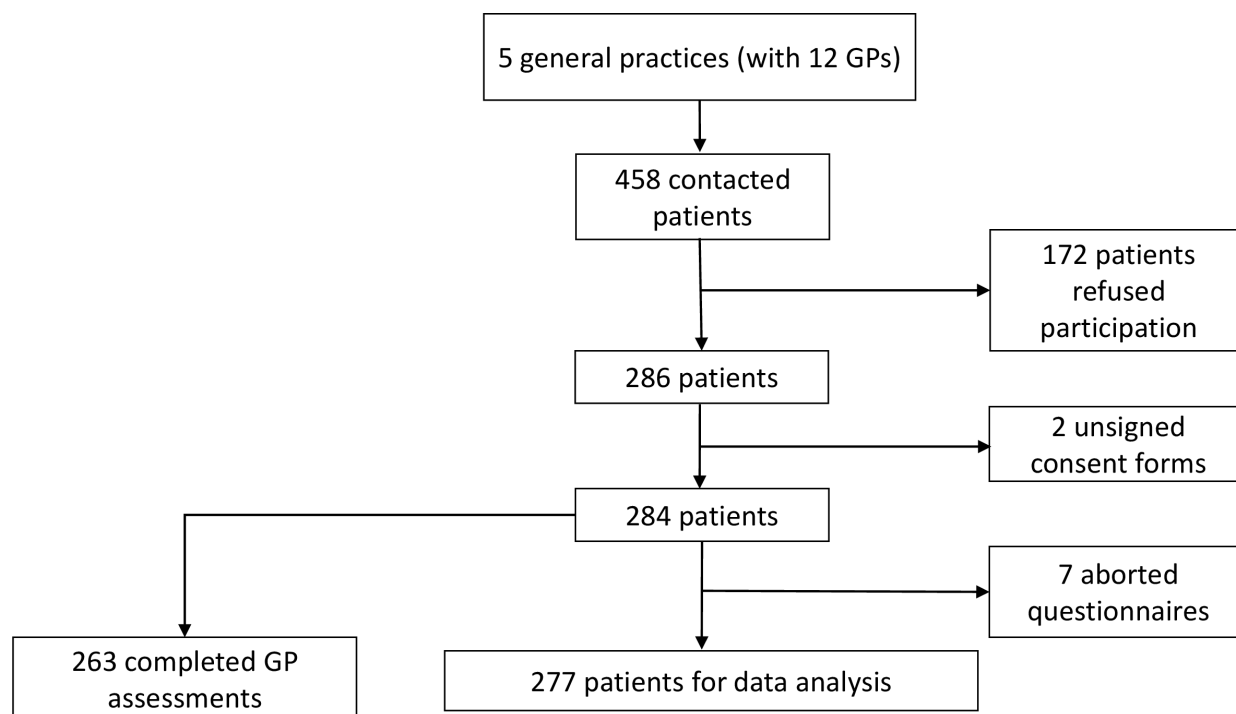 5 general practices (with 12 GPs)
458 contacted
patients
172 patients
refused
participation
286 patients
2 unsigned
consent forms
284 patients
7 aborted
questionnaires
263 completed GP
assessments
277 patients for data analysis